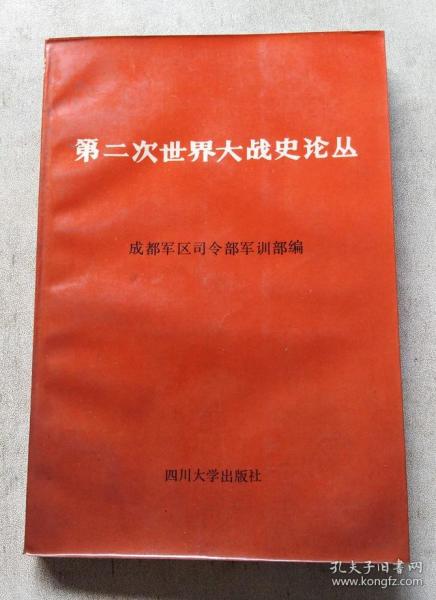 第二次世界大战史论丛
成都军区司令部军训部编
四川大学出版社
孔夫子旧书网
www.kongfz.com